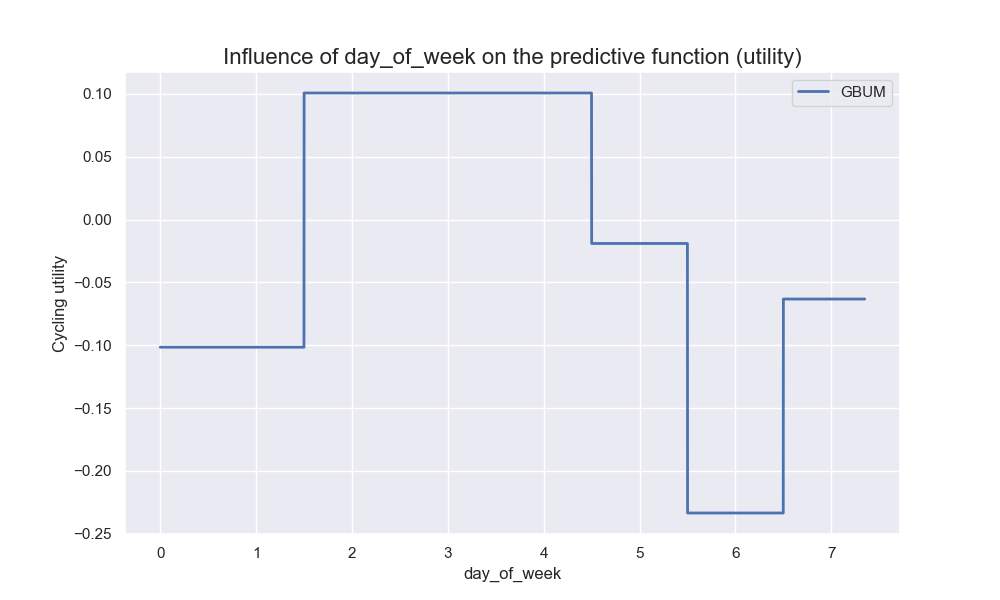 Influence of day_of_week on the predictive function (utility)
GBUM
0.10
0.05
0.00
−0.05
−0.10
−0.15
−0.20
−0.25
Cycling utility
0 1 2 3 4 5 6 7
day_of_week